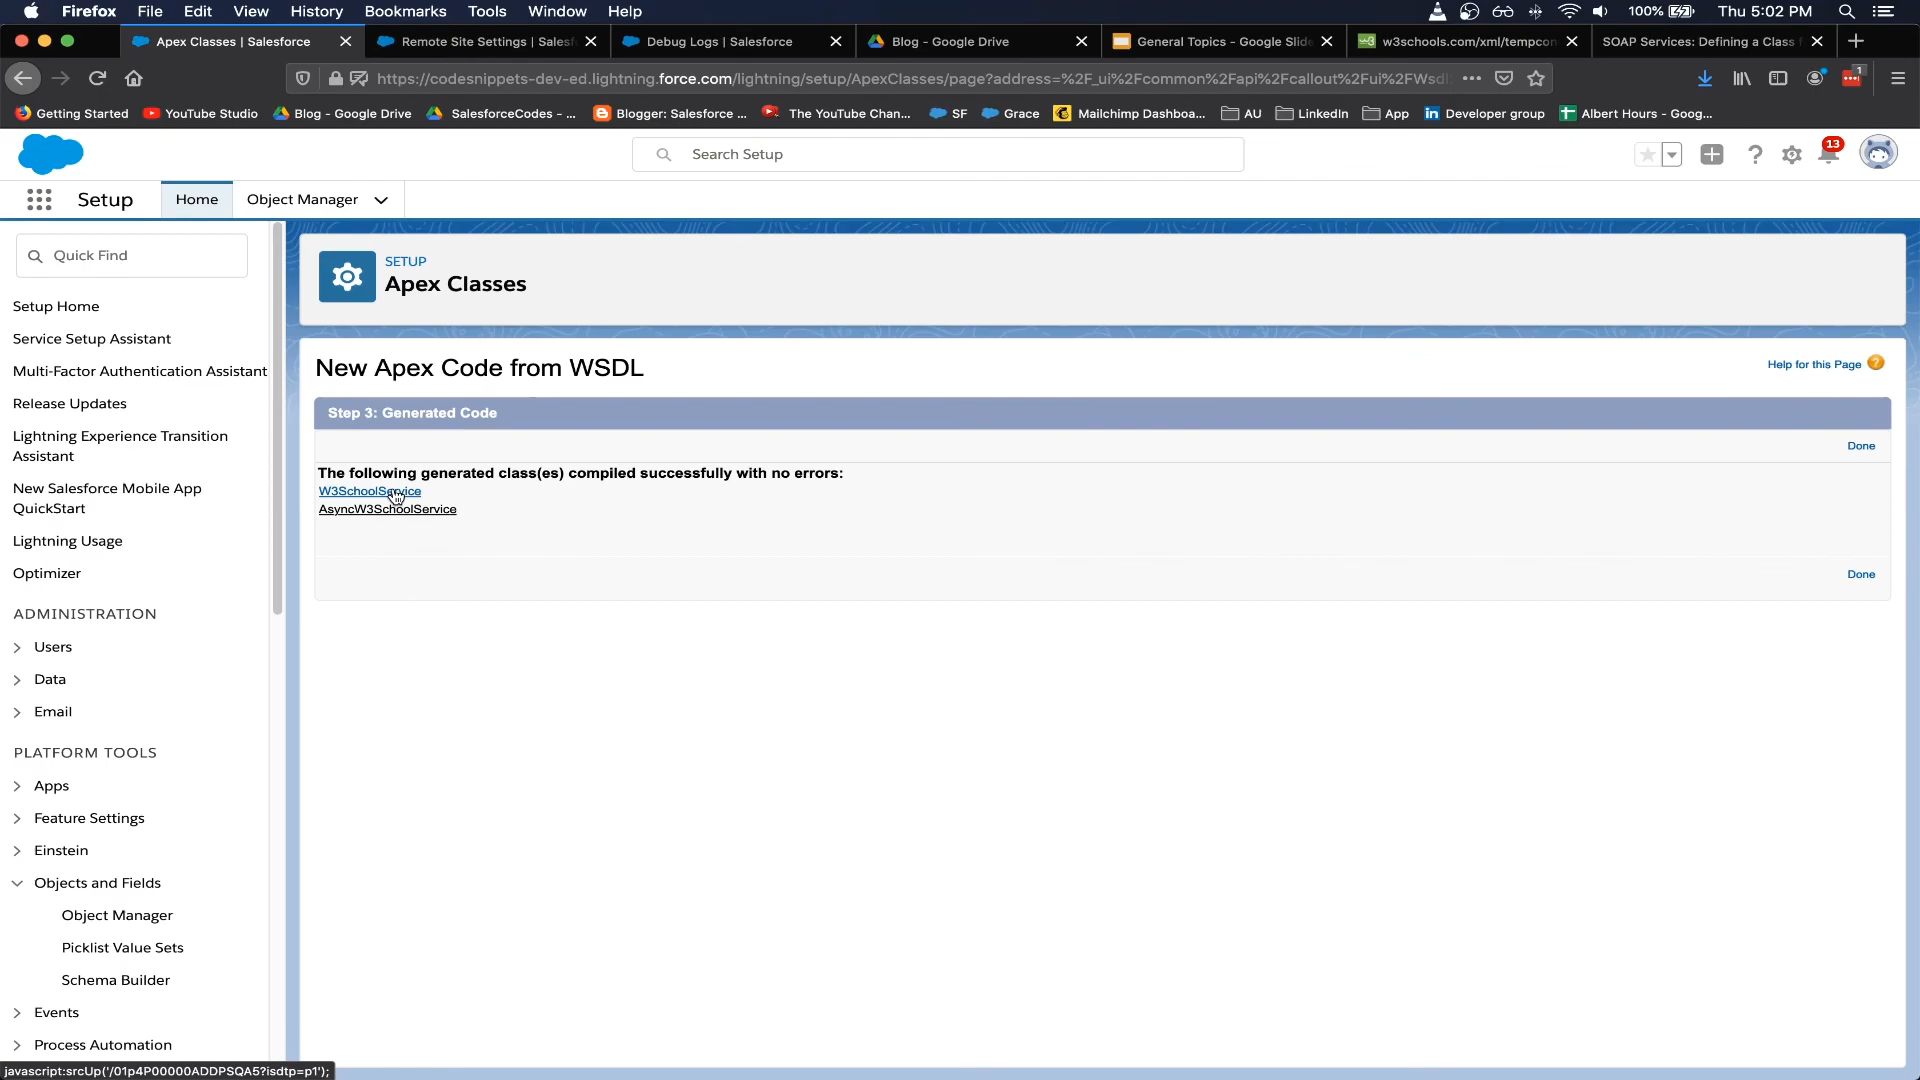 Firefox File Edit View History Bookmarks Tools Window Help 100% Thu 5:02 PM
Apex Classes | Salesforce Remote Site Settings | Salesf Debug Logs | Salesforce Blog - Google Drive General Topics - Google Slide w3schools.com/xml/tempcon SOAP Services: Defining a Class f
https://codesnippets-dev-ed.lightning.force.com/lightning/setup/ApexClasses/page?address=%2F_ui%2Fcommon%2Fapi%2Fcallout%2Fui%2FWsdl 1
Getting Started YouTube Studio Blog - Google Drive SalesforceCodes - ... Blogger: Salesforce ... The YouTube Chan... SF Grace Mailchimp Dashboa... AU LinkedIn App Developer group Albert Hours - Goog...
Search Setup 13
Setup Home Object Manager
Quick Find
Setup Home
Service Setup Assistant
Multi-Factor Authentication Assistant
Release Updates
Lightning Experience Transition
Assistant
New Salesforce Mobile App
QuickStart
Lightning Usage
Optimizer
ADMINISTRATION
Users
Data
Email
PLATFORM TOOLS
Apps
Feature Settings
Einstein
Objects and Fields
Object Manager
Picklist Value Sets
Schema Builder
Events
Process Automation
SETUP
Apex Classes
New Apex Code from WSDL
Help for this Page
Step 3: Generated Code
Done
The following generated class(es) compiled successfully with no errors:
W3SchoolService
AsyncW3SchoolService
Done
javascript:srcUp('/01p4P00000ADDPSQA5?isdtp=p1');